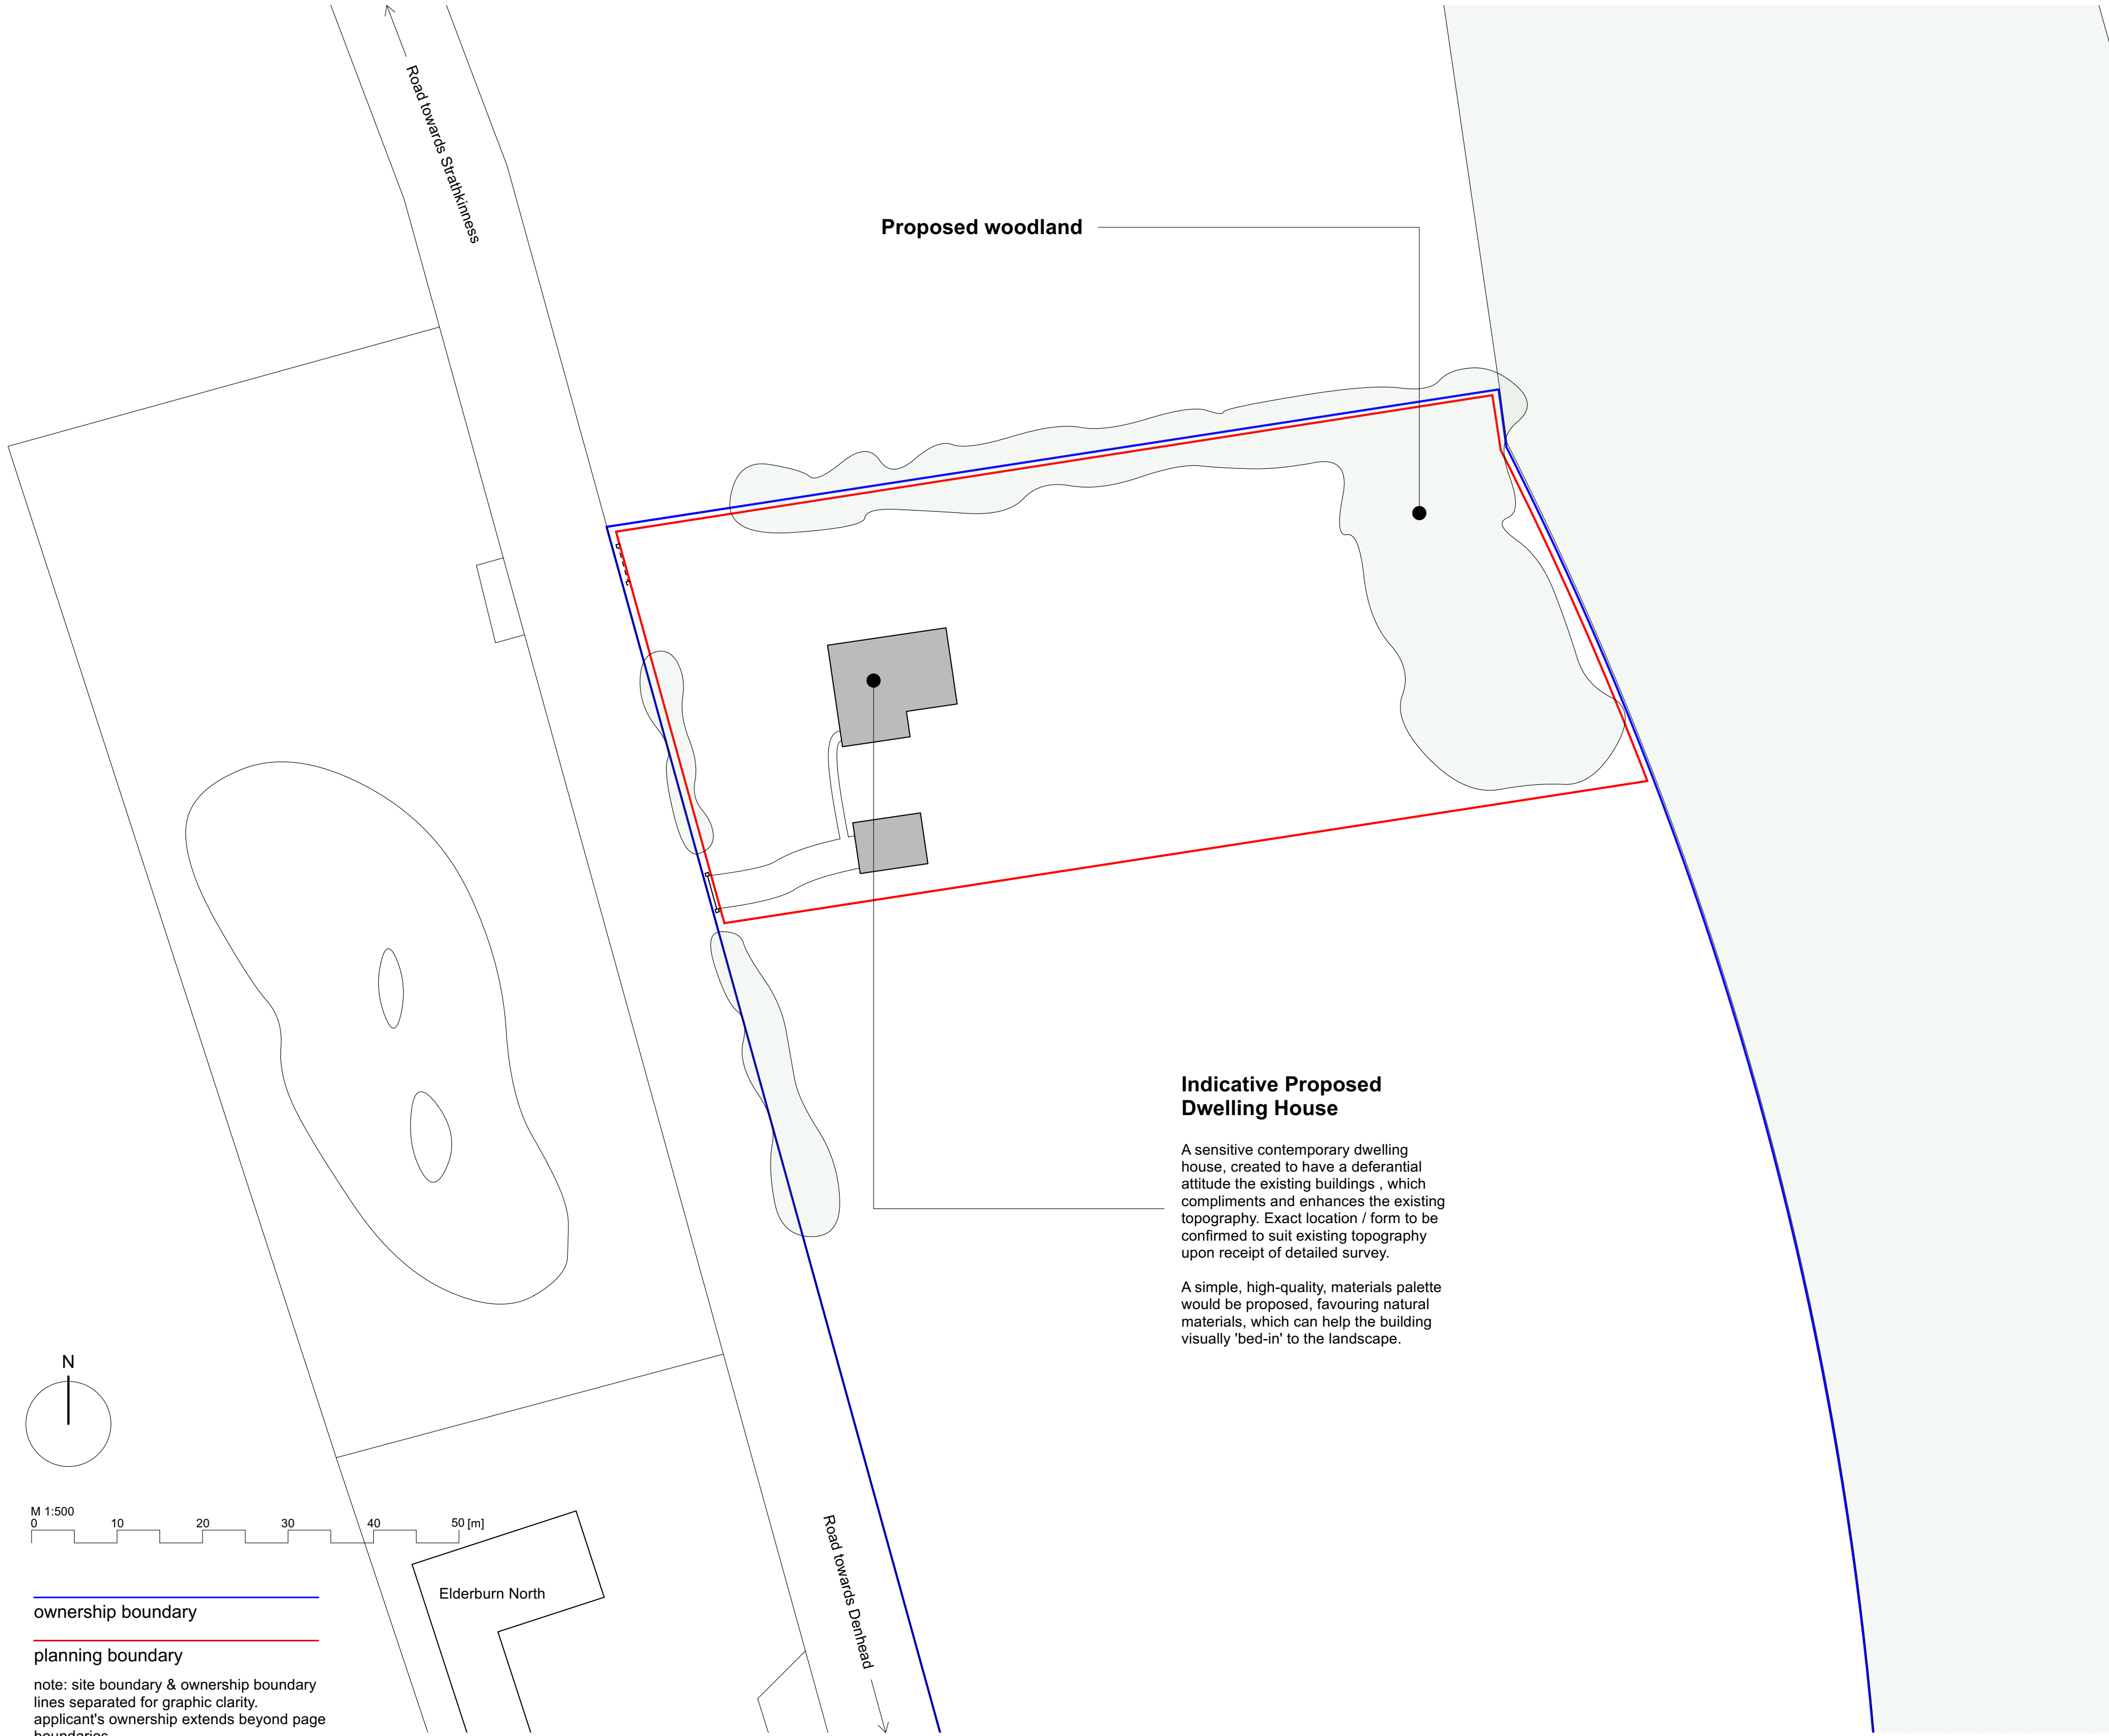 Road towards Strathkinness
Proposed woodland
Indicative Proposed
Dwelling House
A sensitive contemporary dwelling
house, created to have a deferantial
attitude the existing buildings , which
compliments and enhances the existing
topography. Exact location / form to be
confirmed to suit existing topography
upon receipt of detailed survey.
A simple, high-quality, materials palette
would be proposed, favouring natural
materials, which can help the building
visually 'bed-in' to the landscape.
N
M 1:500
0 10 20 30 40 50 [m]
Elderburn North
Road towards Denhead
ownership boundary
planning boundary
note: site boundary & ownership boundary
lines separated for graphic clarity.
applicant's ownership extends beyond page
boundaries